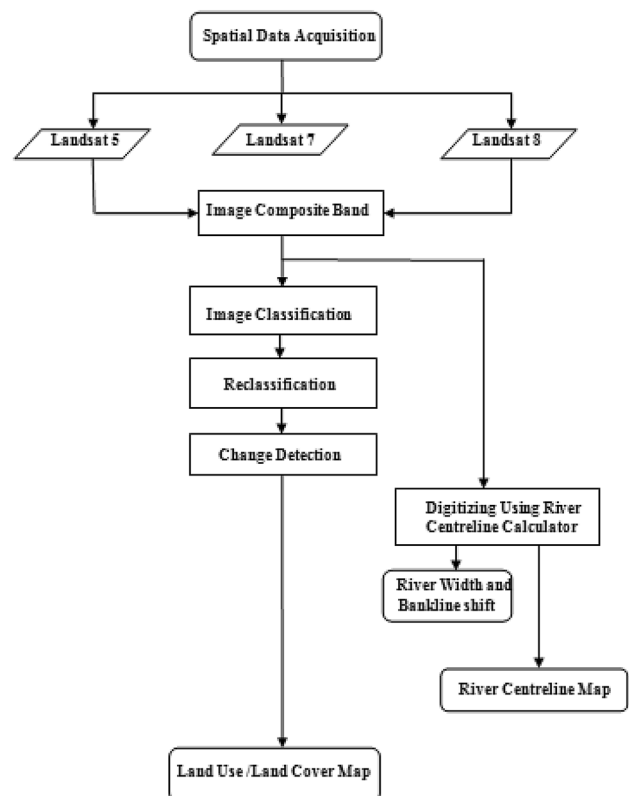 Spatial Data Acquisition
Landsat 5
Landsat 7
Landsat 8
Image Composite Band
Image Classification
Reclassification
Change Detection
Digitizing Using River
Centreline Calculator
River Width and
Bankline shift
River Centreline Map
Land Use /Land Cover Map